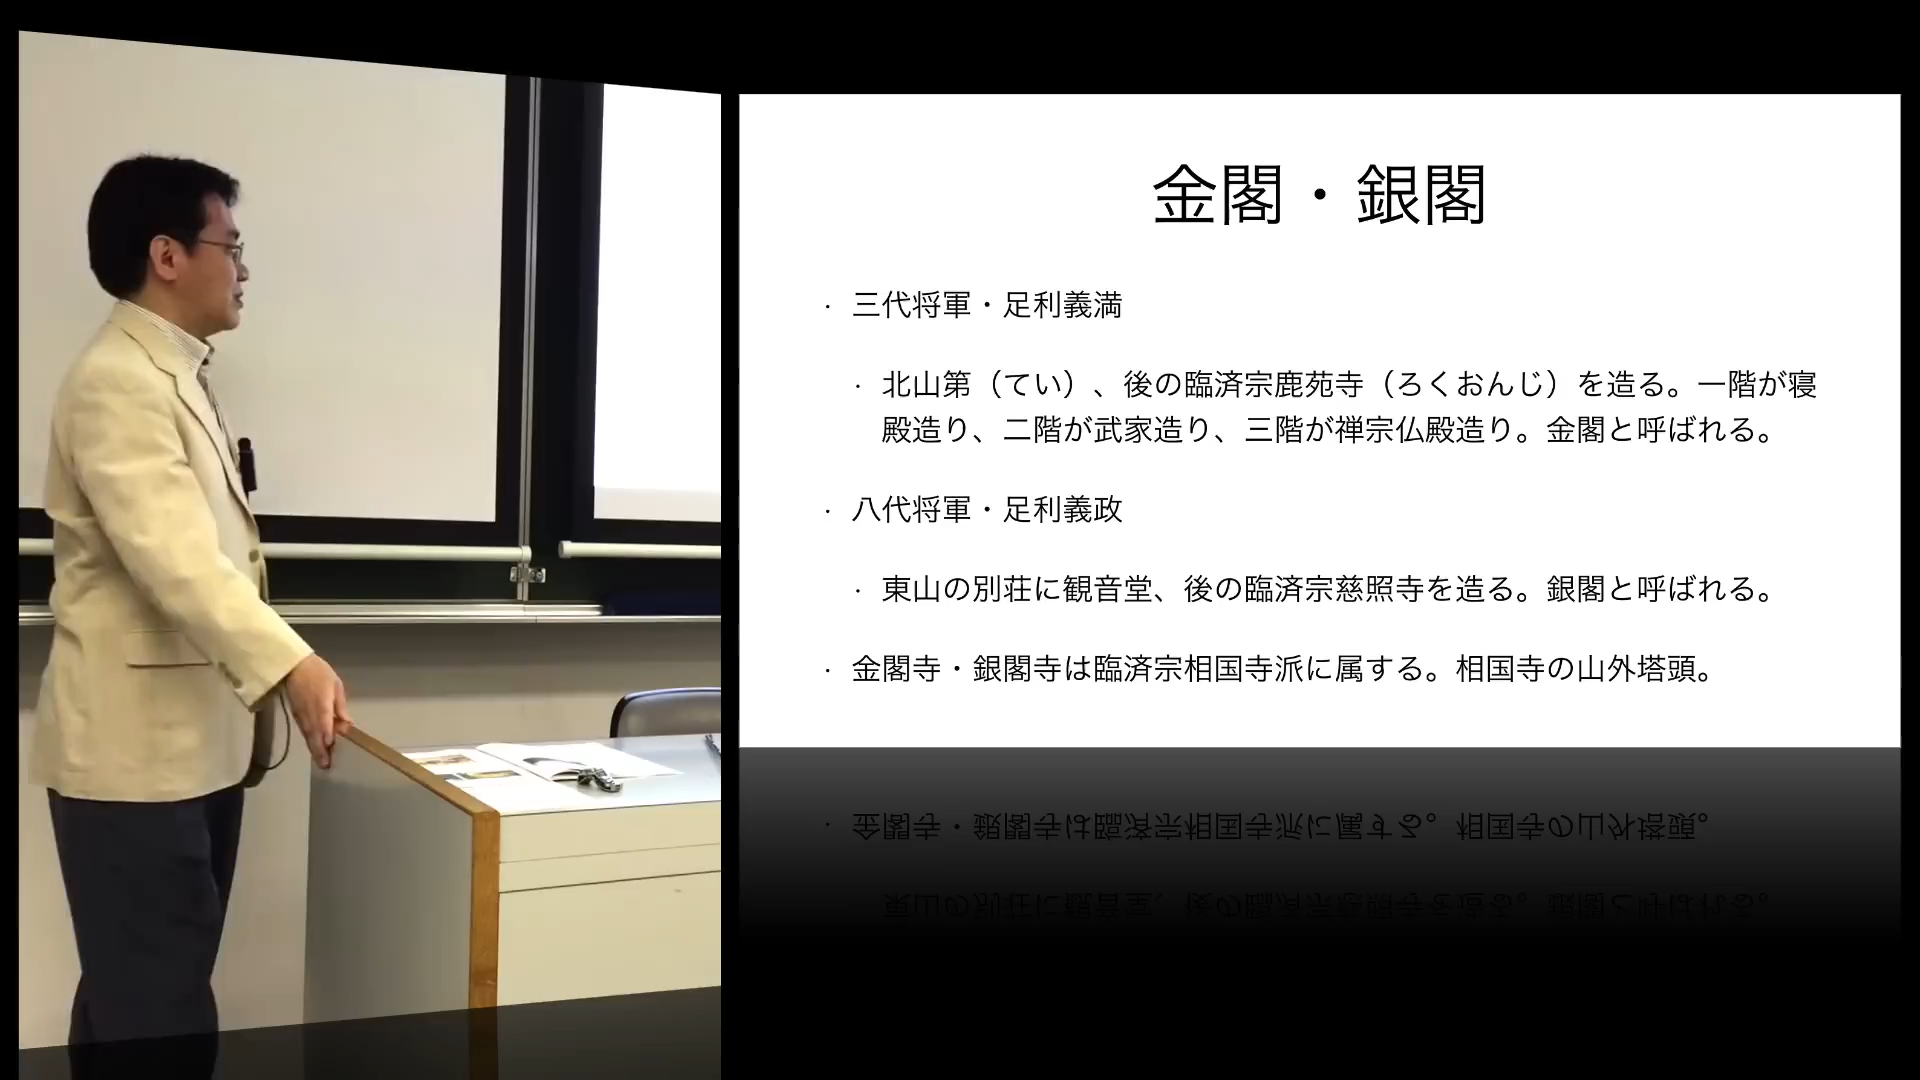 金閣・銀閣
・ 三代将軍・足利義満
・ 北山第（てい）、後の臨済宗鹿苑寺（ろくおんじ）を造る。一階が寝
殿造り、二階が武家造り、三階が禅宗仏殿造り。金閣と呼ばれる。
・ 八代将軍・足利義政
・ 東山の別荘に観音堂、後の臨済宗慈照寺を造る。銀閣と呼ばれる。
・ 金閣寺・銀閣寺は臨済宗相国寺派に属する。相国寺の山外塔頭。